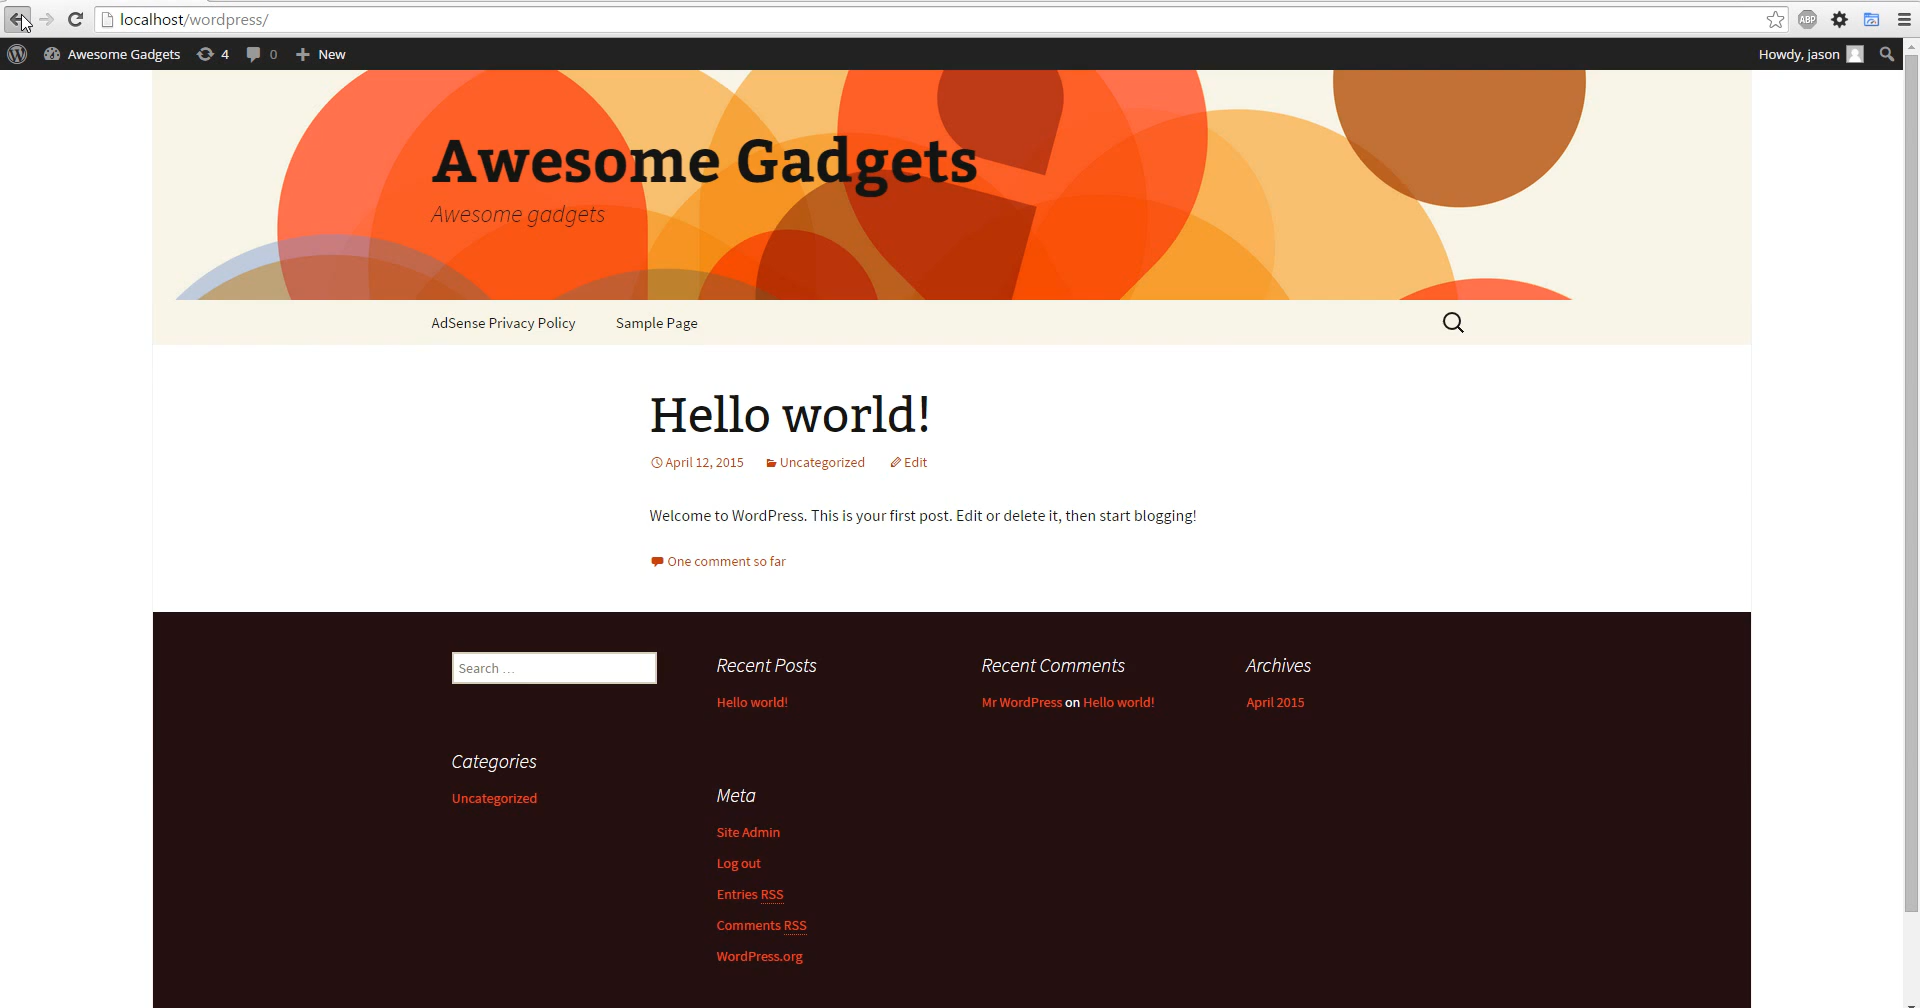 localhost/wordpress/
ABP
Awesome Gadgets 4 0 New Howdy, jason
Awesome Gadgets
Awesome gadgets
AdSense Privacy Policy Sample Page
Hello world!
April 12, 2015 Uncategorized Edit
Welcome to WordPress. This is your first post. Edit or delete it, then start blogging!
One comment so far
Search ...
Recent Posts
Hello world!
Recent Comments
Mr WordPress on Hello world!
Archives
April 2015
Categories
Uncategorized
Meta
Site Admin
Log out
Entries RSS
Comments RSS
WordPress.org